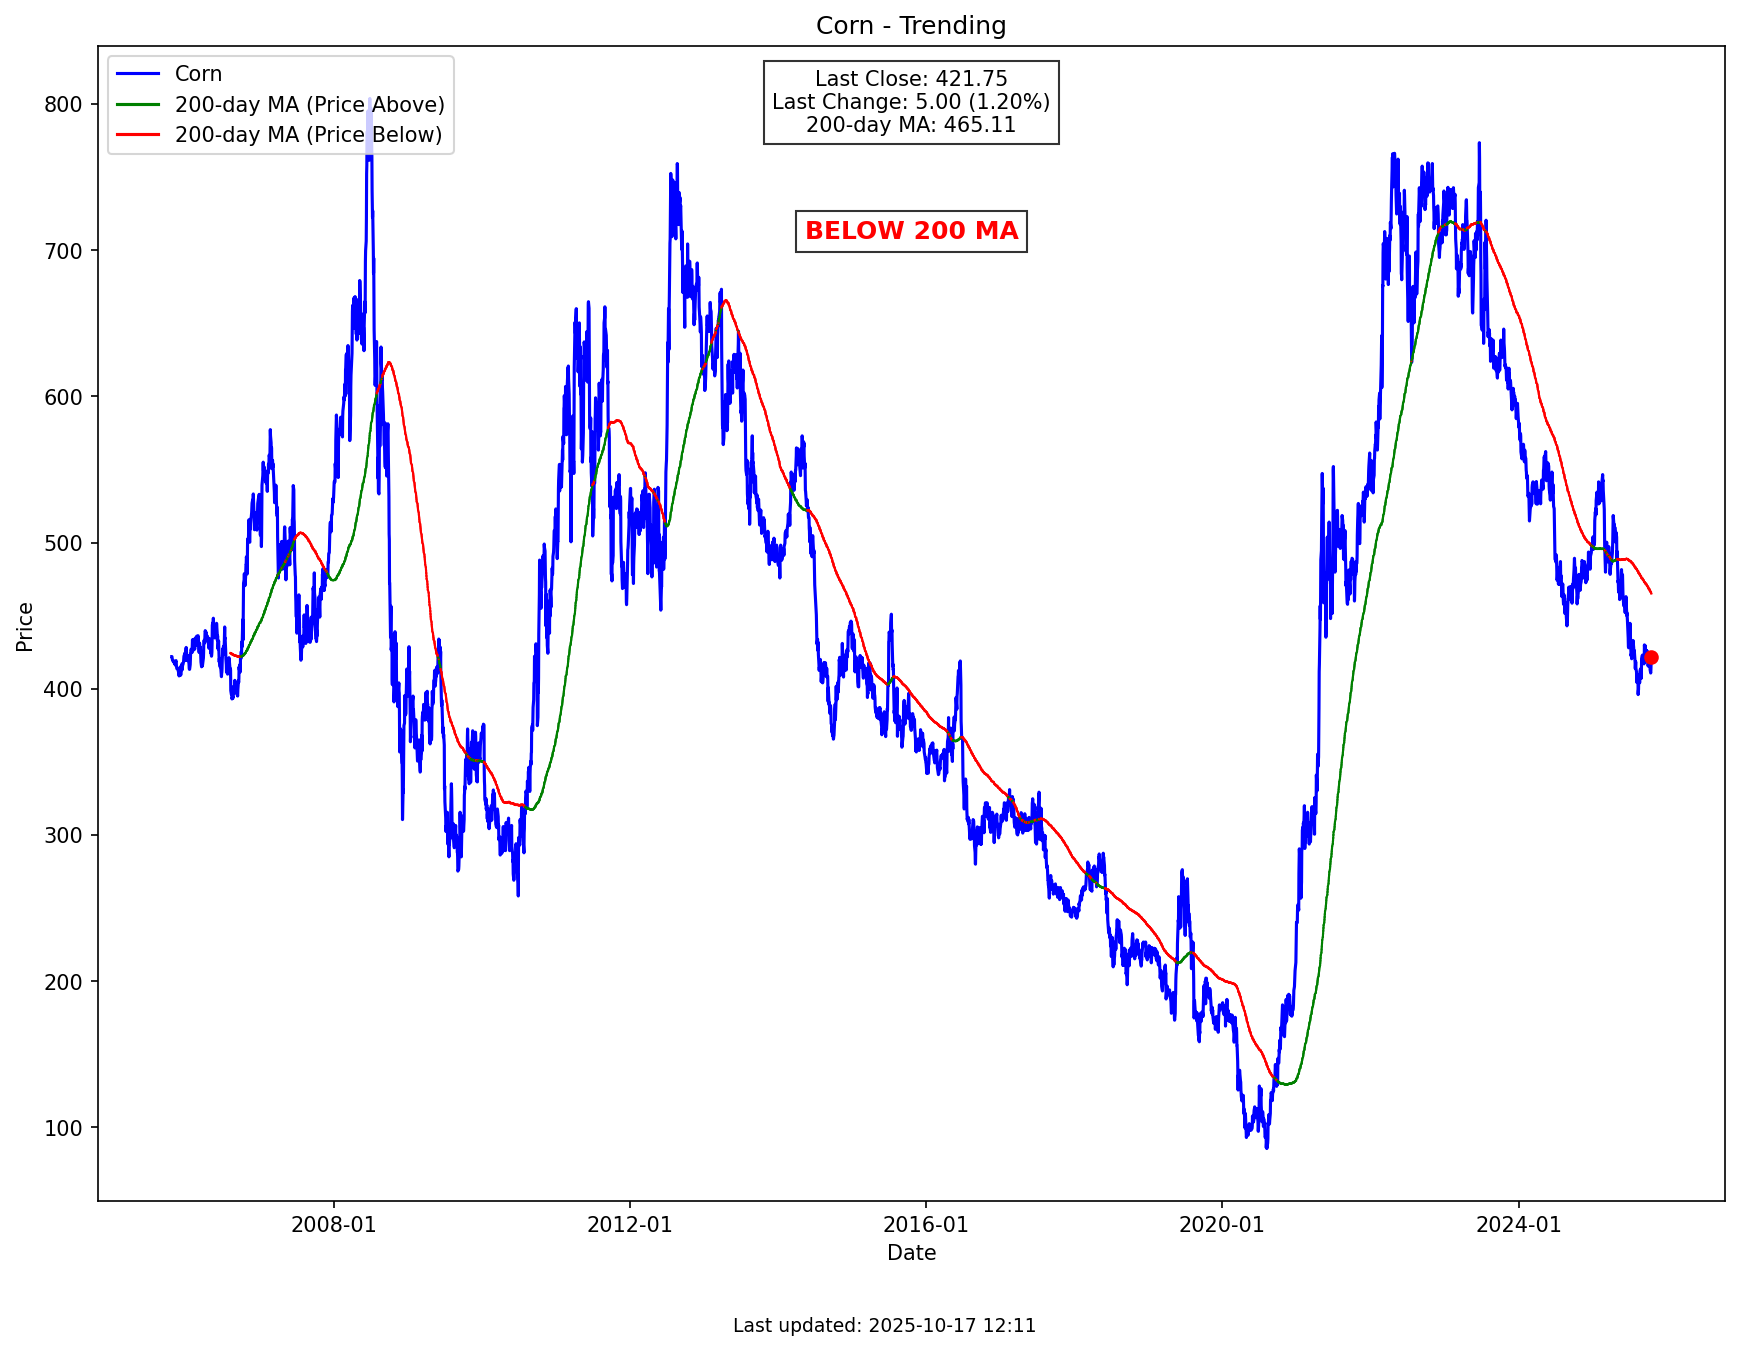 Corn - Trending
Corn
200-day MA (Price Above)
200-day MA (Price Below)
Last Close: 421.75
Last Change: 5.00 (1.20%)
200-day MA: 465.11
BELOW 200 MA
Price
800
700
600
500
400
300
200
100
2008-01
2012-01
2016-01
2020-01
2024-01
Date
Last updated: 2025-10-17 12:11